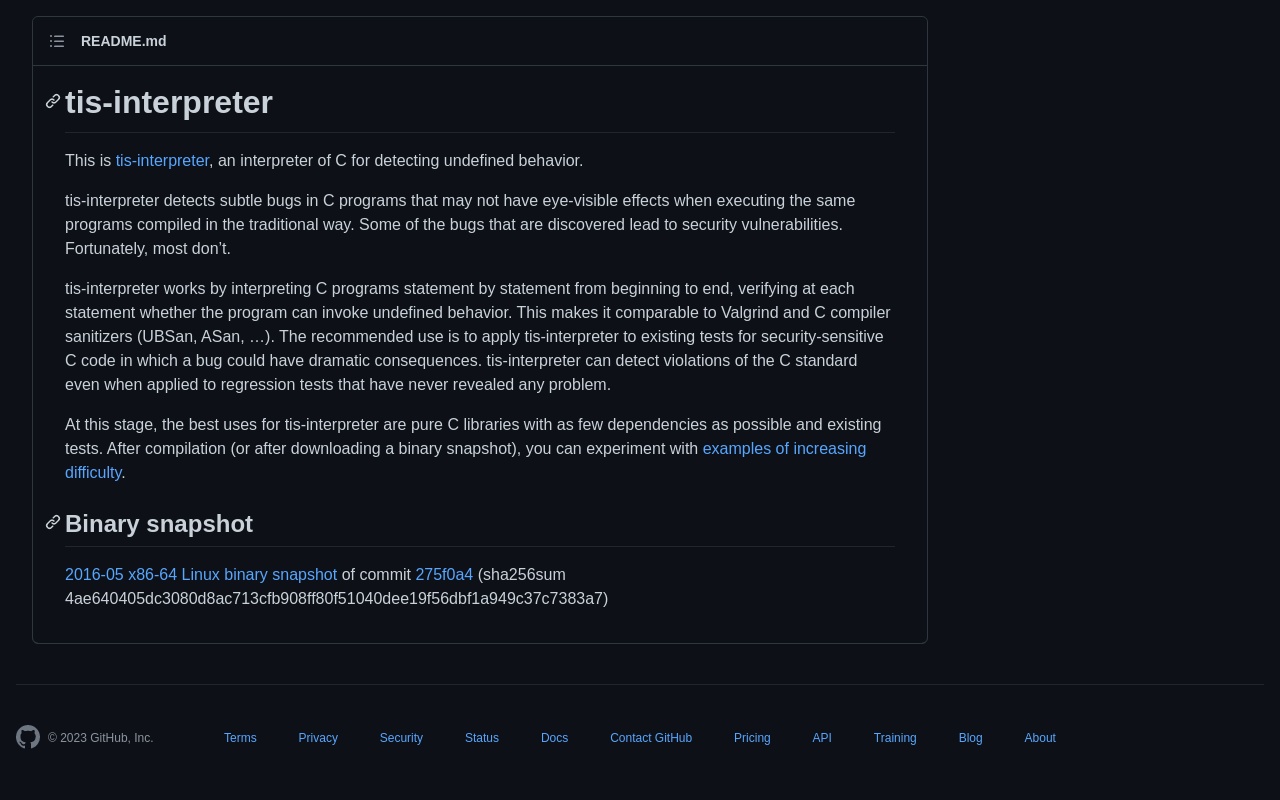 README.md
tis-interpreter
This is tis-interpreter, an interpreter of C for detecting undefined behavior.
tis-interpreter detects subtle bugs in C programs that may not have eye-visible effects when executing the same
programs compiled in the traditional way. Some of the bugs that are discovered lead to security vulnerabilities.
Fortunately, most don’t.
tis-interpreter works by interpreting C programs statement by statement from beginning to end, verifying at each
statement whether the program can invoke undefined behavior. This makes it comparable to Valgrind and C compiler
sanitizers (UBSan, ASan, …). The recommended use is to apply tis-interpreter to existing tests for security-sensitive
C code in which a bug could have dramatic consequences. tis-interpreter can detect violations of the C standard
even when applied to regression tests that have never revealed any problem.
At this stage, the best uses for tis-interpreter are pure C libraries with as few dependencies as possible and existing
tests. After compilation (or after downloading a binary snapshot), you can experiment with examples of increasing
difficulty.
Binary snapshot
2016-05 x86-64 Linux binary snapshot of commit 275f0a4 (sha256sum
4ae640405dc3080d8ac713cfb908ff80f51040dee19f56dbf1a949c37c7383a7)
© 2023 GitHub, Inc. Terms Privacy Security Status Docs Contact GitHub Pricing API Training Blog About